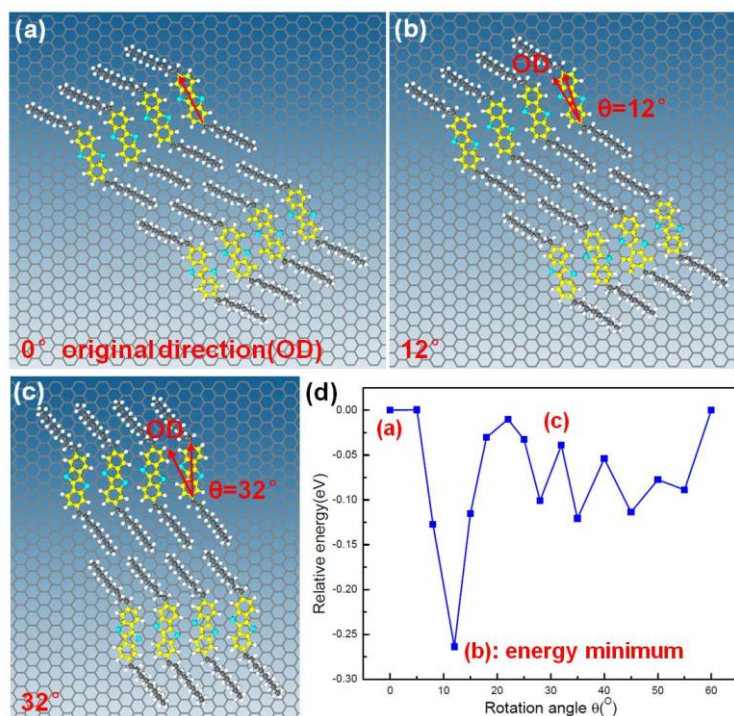 (a)
0° original direction(OD)
(b)
OD
θ=12°
12°
(c)
OD
θ=32°
32°
(d)
0.00
-0.05
-0.10
-0.15
-0.20
-0.25
-0.30
Relative energy(eV)
(a)
(c)
(b): energy minimum
0 10 20 30 40 50 60
Rotation angle θ(°)